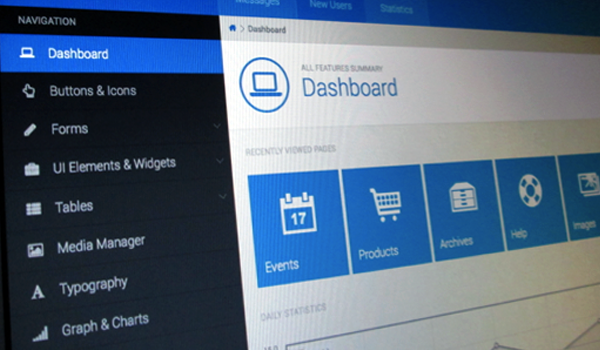 Messages
New Users
Statistics
NAVIGATION
Dashboard
Buttons & Icons
Forms
UI Elements & Widgets
Tables
Media Manager
Typography
Graph & Charts
> Dashboard
ALL FEATURES SUMMARY
Dashboard
RECENTLY VIEWED PAGES
17
Events
Products
Archives
Help
Images
DAILY STATISTICS